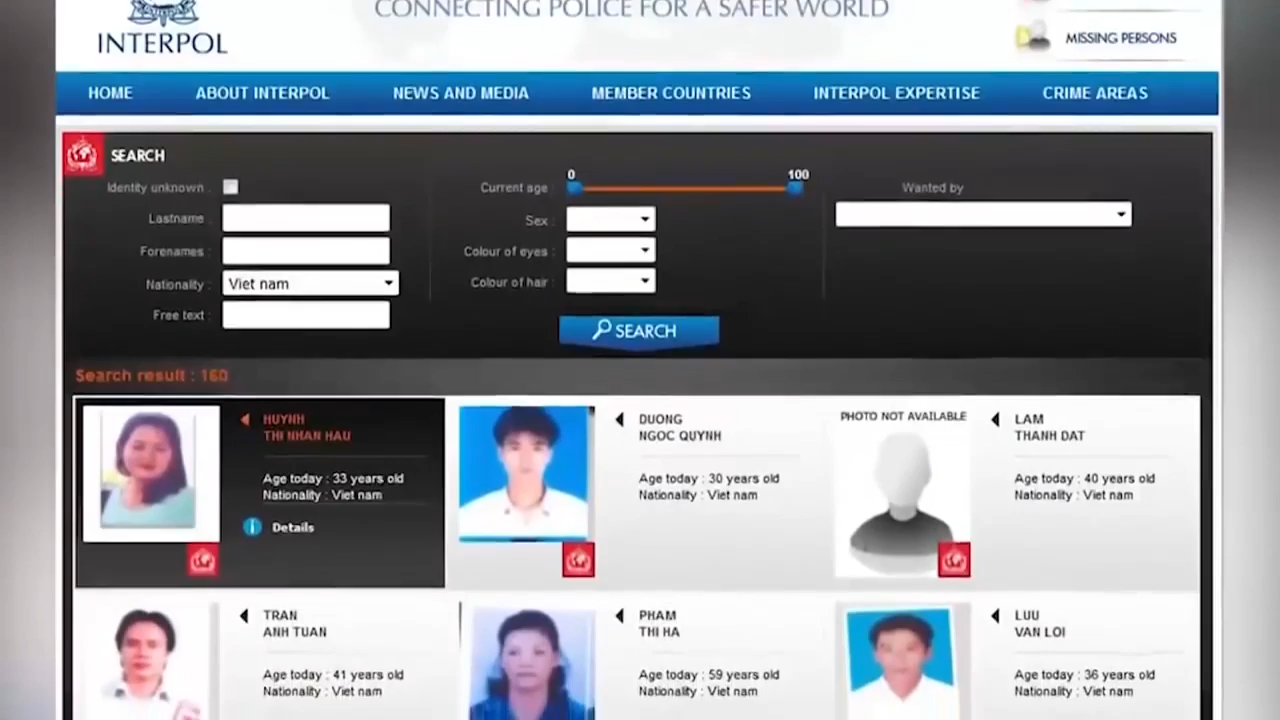 CONNECTING POLICE FOR A SAFER WORLD
INTERPOL
MISSING PERSONS
HOME ABOUT INTERPOL NEWS AND MEDIA MEMBER COUNTRIES INTERPOL EXPERTISE CRIME AREAS
SEARCH
Identity unknown :
Lastname :
Forenames :
Nationality : Viet nam
Free text :
Current age : 0 100
Sex :
Colour of eyes :
Colour of hair :
Wanted by
SEARCH
Search result : 160
HUYNH
THI NHAN HAU
Age today : 33 years old
Nationality : Viet nam
Details
DUONG
NGOC QUYNH
Age today : 30 years old
Nationality : Viet nam
PHOTO NOT AVAILABLE
LAM
THANH DAT
Age today : 40 years old
Nationality : Viet nam
TRAN
ANH TUAN
Age today : 41 years old
Nationality : Viet nam
PHAM
THI HA
Age today : 59 years old
Nationality : Viet nam
LUU
VAN LOI
Age today : 36 years old
Nationality : Viet nam